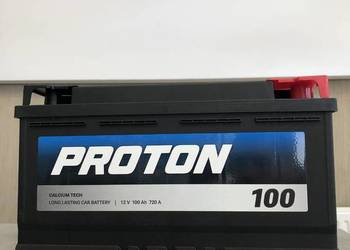 PROTON
CALCIUM TECH
LONG LASTING CAR BATTERY | 12 V 100 Ah 720 A
100